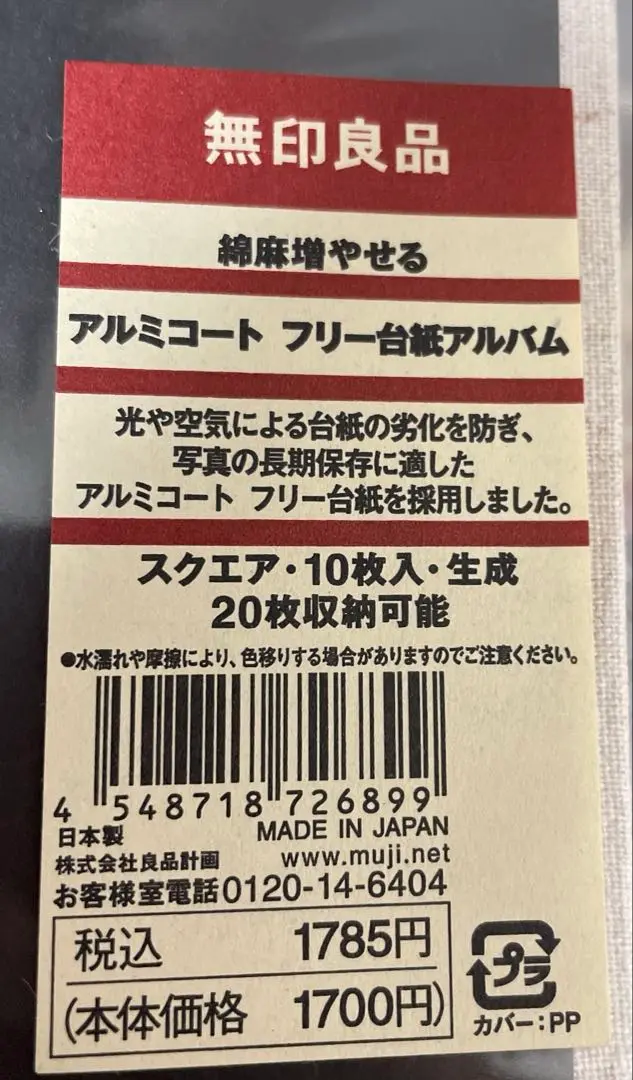 無印良品
綿麻増やせる
アルミコート フリー台紙アルバム
光や空気による台紙の劣化を防ぎ、
写真の長期保存に適した
アルミコート フリー台紙を採用しました。
スクエア・10枚入・生成
20枚収納可能
●水濡れや摩擦により、色移りする場合がありますのでご注意ください。
4 548718 726899
日本製 MADE IN JAPAN
株式会社良品計画 www.muji.net
お客様室電話0120-14-6404
税込 1785円
(本体価格 1700円)
プラ
カバー:PP